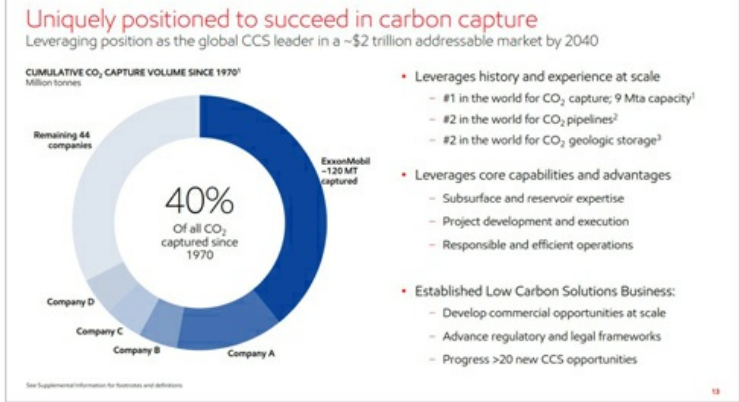 Uniquely positioned to succeed in carbon capture
Leveraging position as the global CCS leader in a ~$2 trillion addressable market by 2040
CUMULATIVE CO₂ CAPTURE VOLUME SINCE 1970¹
Million tonnes
Remaining 44
companies
ExxonMobil
~120 MT
captured
40%
Of all CO₂
captured since
1970
Company D
Company C
Company B
Company A
• Leverages history and experience at scale
– #1 in the world for CO₂ capture; 9 Mta capacity¹
– #2 in the world for CO₂ pipelines²
– #2 in the world for CO₂ geologic storage³
• Leverages core capabilities and advantages
– Subsurface and reservoir expertise
– Project development and execution
– Responsible and efficient operations
• Established Low Carbon Solutions Business:
– Develop commercial opportunities at scale
– Advance regulatory and legal frameworks
– Progress >20 new CCS opportunities
See Supplemental Information for footnotes and definitions
13